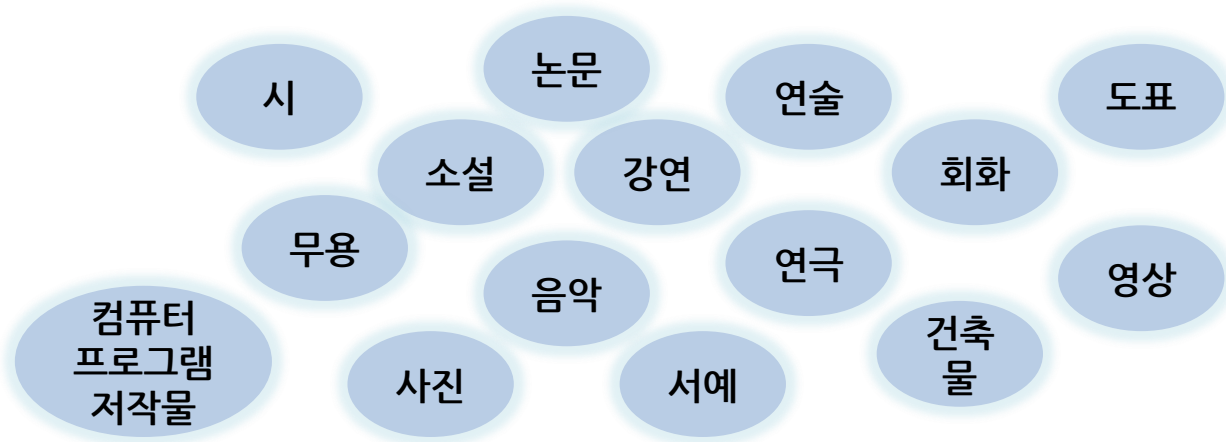 논문
시
연술
도표
소설
강연
회화
무용
음악
연극
영상
컴퓨터
프로그램
저작물
사진
서예
건축
물